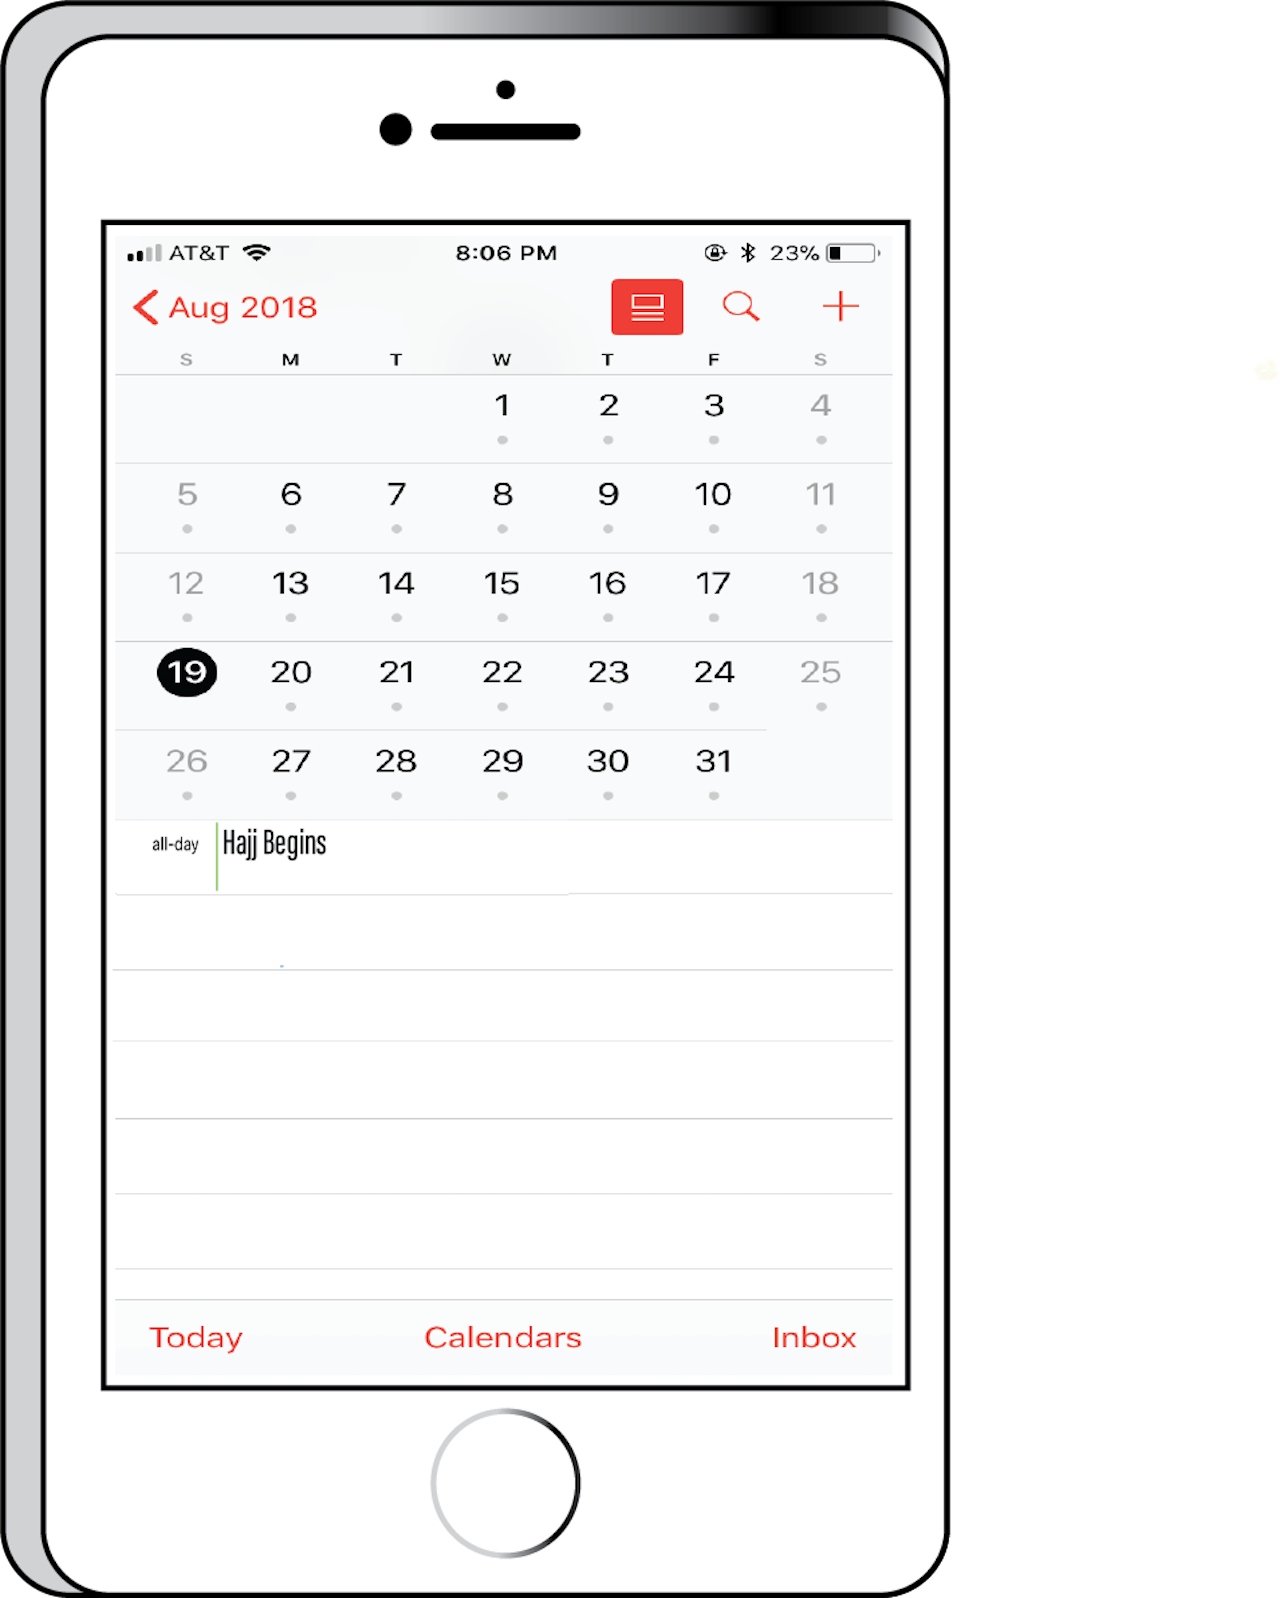 AT&T 8:06 PM 23%
Aug 2018
S M T W T F S
1 2 3 4
5 6 7 8 9 10 11
12 13 14 15 16 17 18
19 20 21 22 23 24 25
26 27 28 29 30 31
all-day Hajj Begins
Today Calendars Inbox